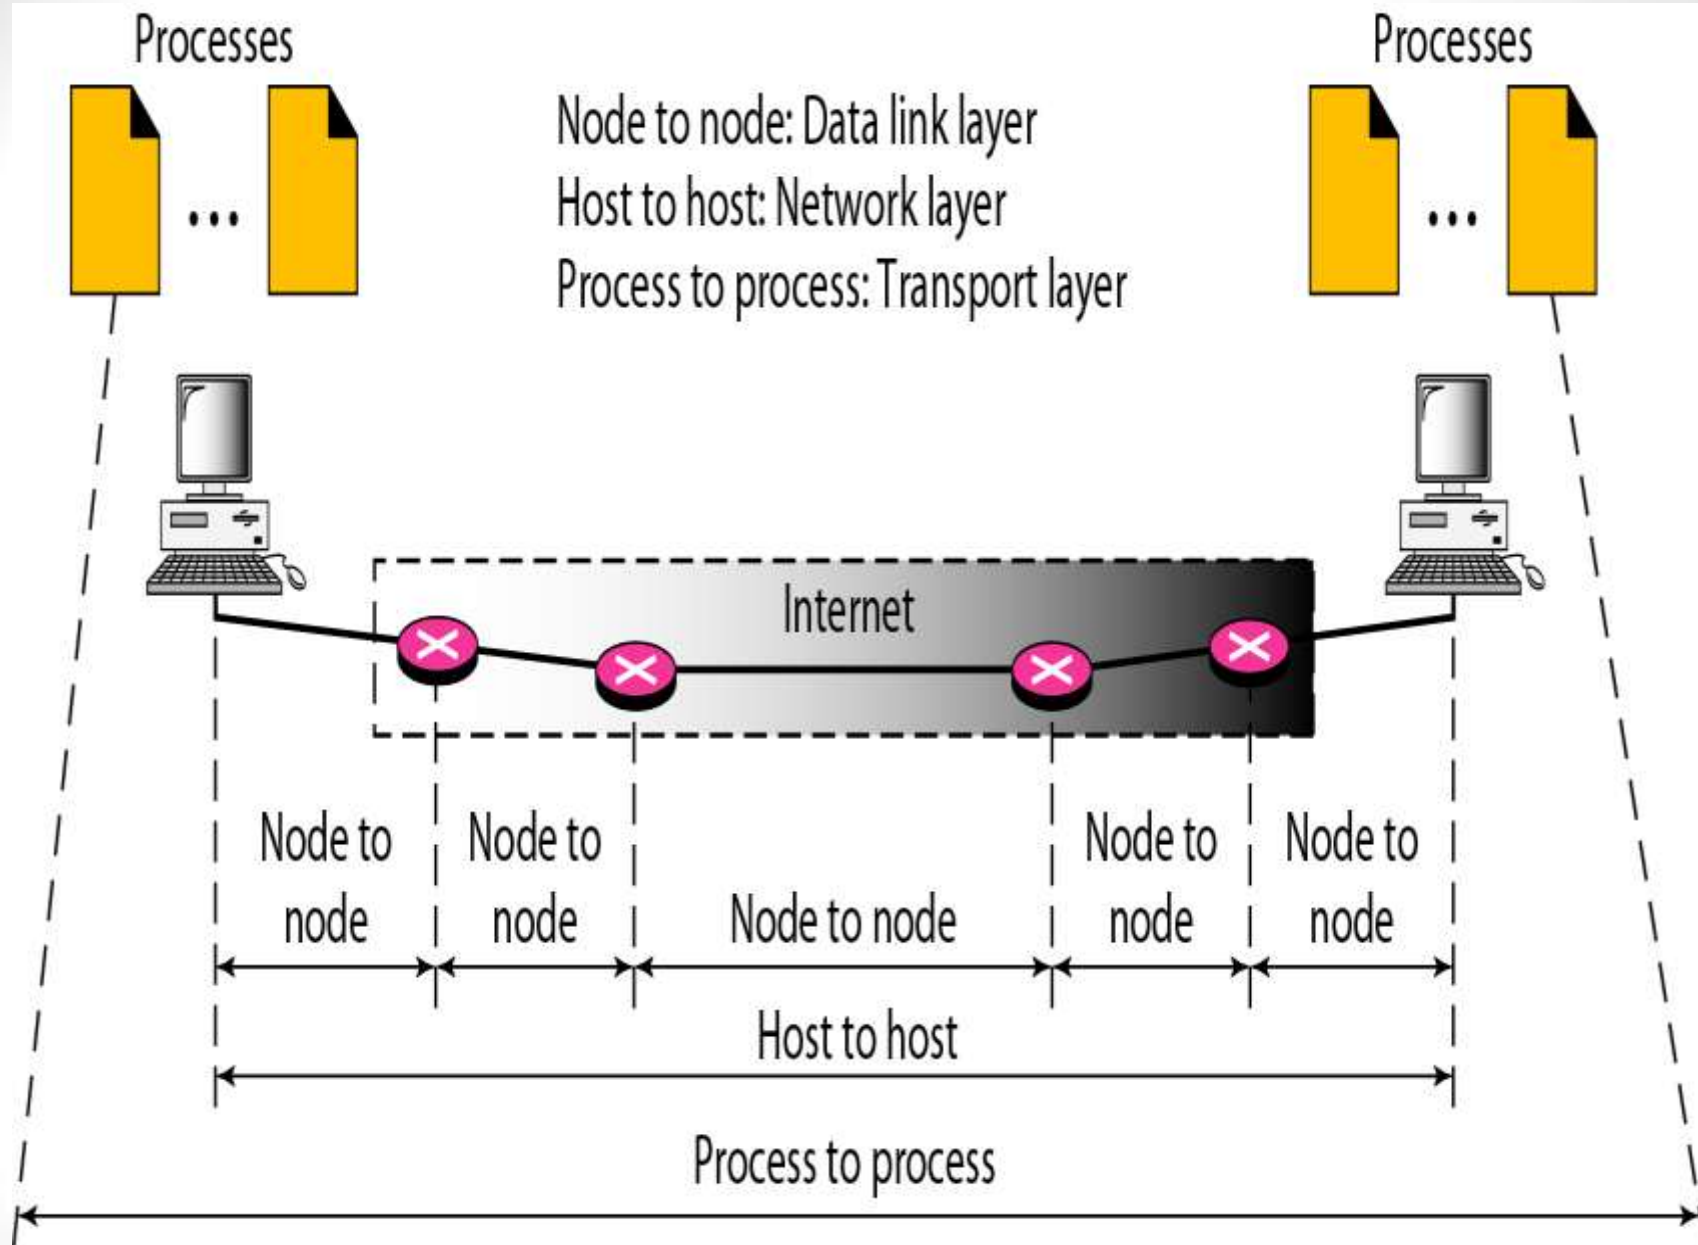 Processes
Processes
Node to node: Data link layer
Host to host: Network layer
Process to process: Transport layer
Internet
Node to
node
Node to
node
Node to node
Node to
node
Node to
node
Host to host
Process to process